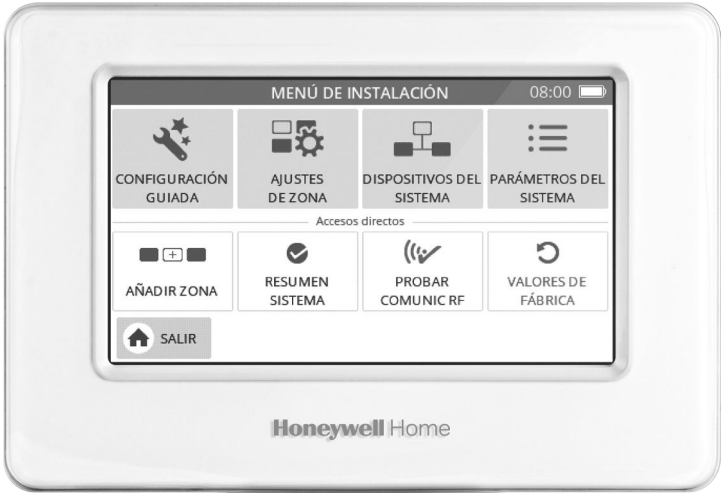 MENÚ DE INSTALACIÓN 08:00
CONFIGURACIÓN
GUIADA
AJUSTES
DE ZONA
DISPOSITIVOS DEL
SISTEMA
PARÁMETROS DEL
SISTEMA
Accesos directos
AÑADIR ZONA
RESUMEN
SISTEMA
PROBAR
COMUNIC RF
VALORES DE
FÁBRICA
SALIR
Honeywell Home